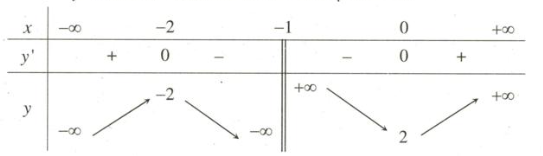 x −∞ −2 −1 0 +∞
y' + 0 − − 0 +
−2 +∞ +∞
y
−∞ −∞ 2